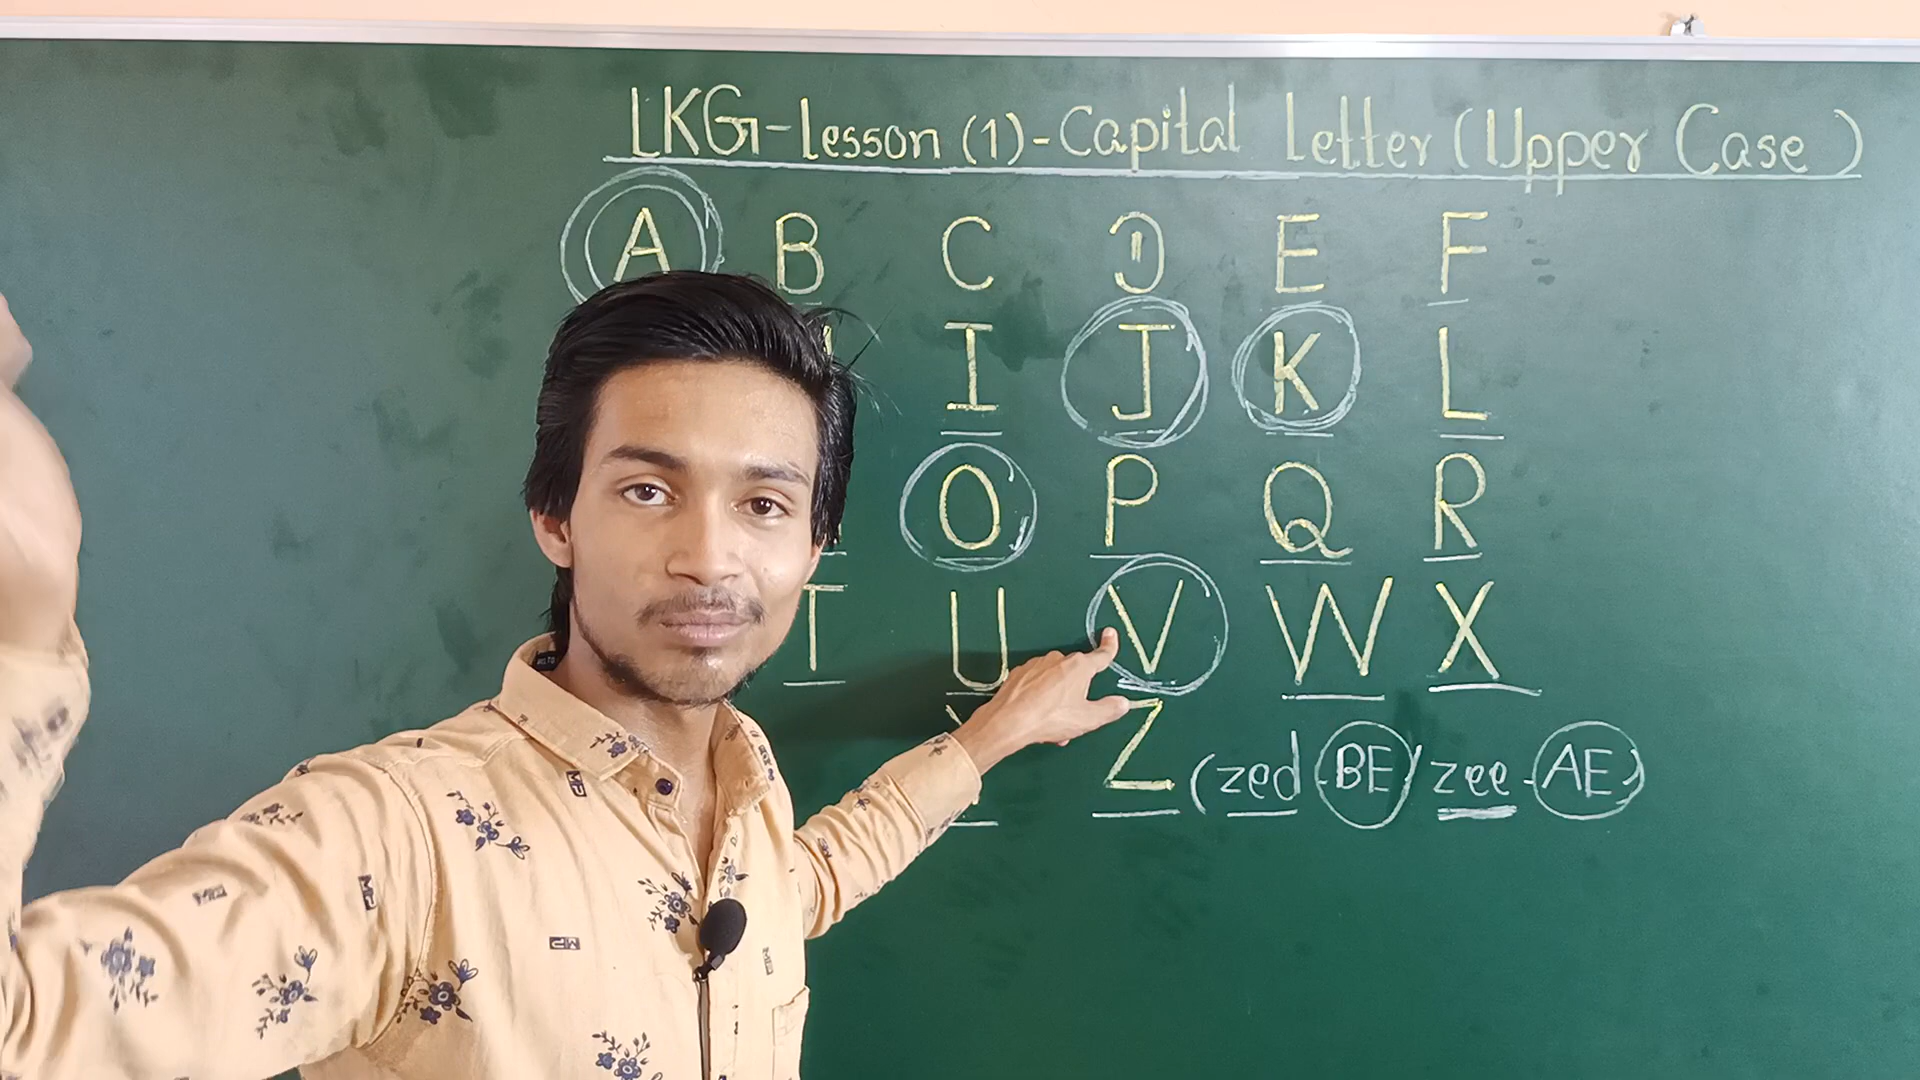 LKG-Lesson (1)-Capital Letter (Upper Case)
A B C D E F
I J K L
O P Q R
T U V W X
Z (zed BE/ zee-AE)